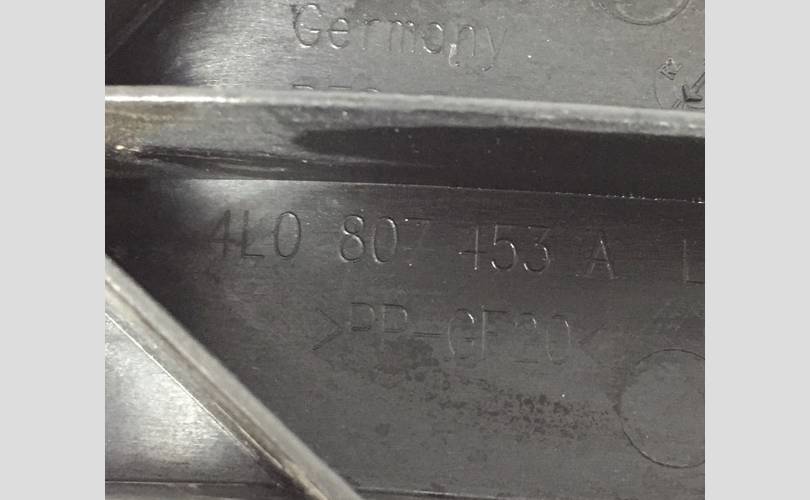 Germany
4L0 807 453 A L
>PP-GF20<